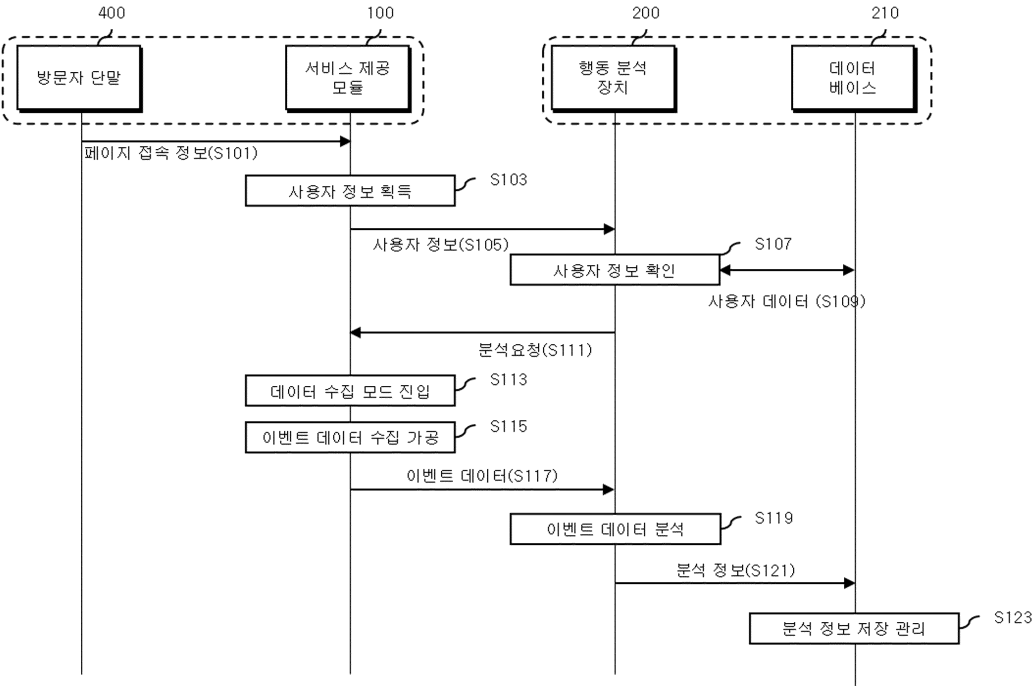 400
100
200
210
방문자 단말
서비스 제공
모듈
행동 분석
장치
데이터
베이스
페이지 접속 정보(S101)
사용자 정보 획득
S103
사용자 정보(S105)
S107
사용자 정보 확인
사용자 데이터 (S109)
분석요청(S111)
데이터 수집 모드 진입
S113
이벤트 데이터 수집 가공
S115
이벤트 데이터(S117)
이벤트 데이터 분석
S119
분석 정보(S121)
분석 정보 저장 관리
S123